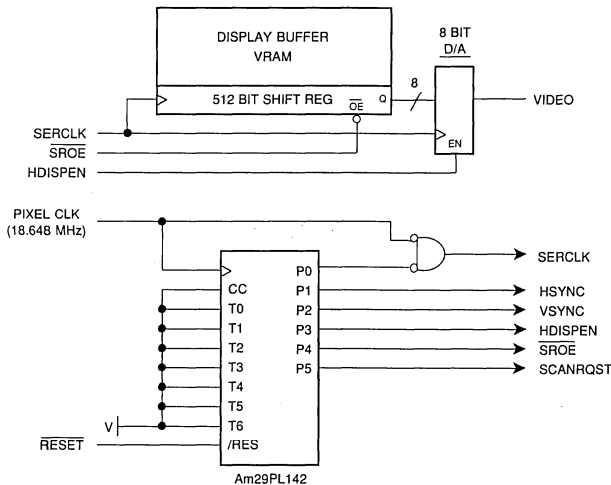 DISPLAY BUFFER
VRAM
8 BIT
D/A
512 BIT SHIFT REG
OE
Q
8
VIDEO
EN
SERCLK
SROE
HDISPEN
PIXEL CLK
(18.648 MHz)
P0
SERCLK
CC
P1
HSYNC
T0
P2
VSYNC
T1
P3
HDISPEN
T2
P4
SROE
T3
P5
SCANRQST
T4
T5
V
T6
RESET
/RES
Am29PL142